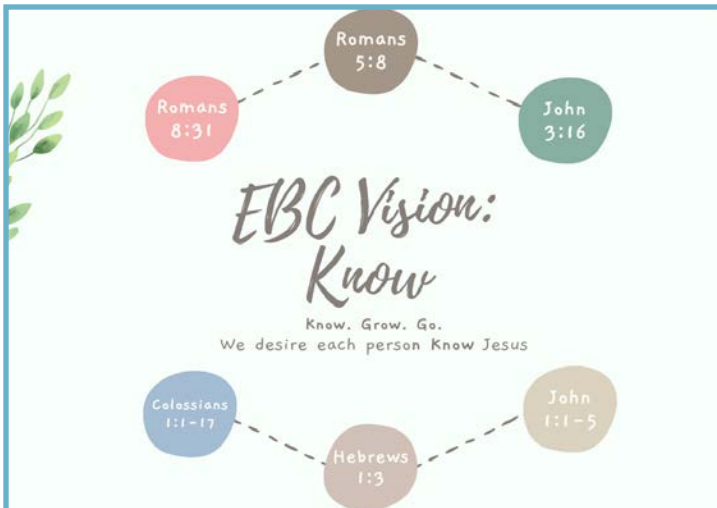 Romans
5:8
Romans
8:31
John
3:16
EBC Vision:
Know
Know. Grow. Go.
We desire each person Know Jesus
Colossians
1:1-17
John
1:1-5
Hebrews
1:3